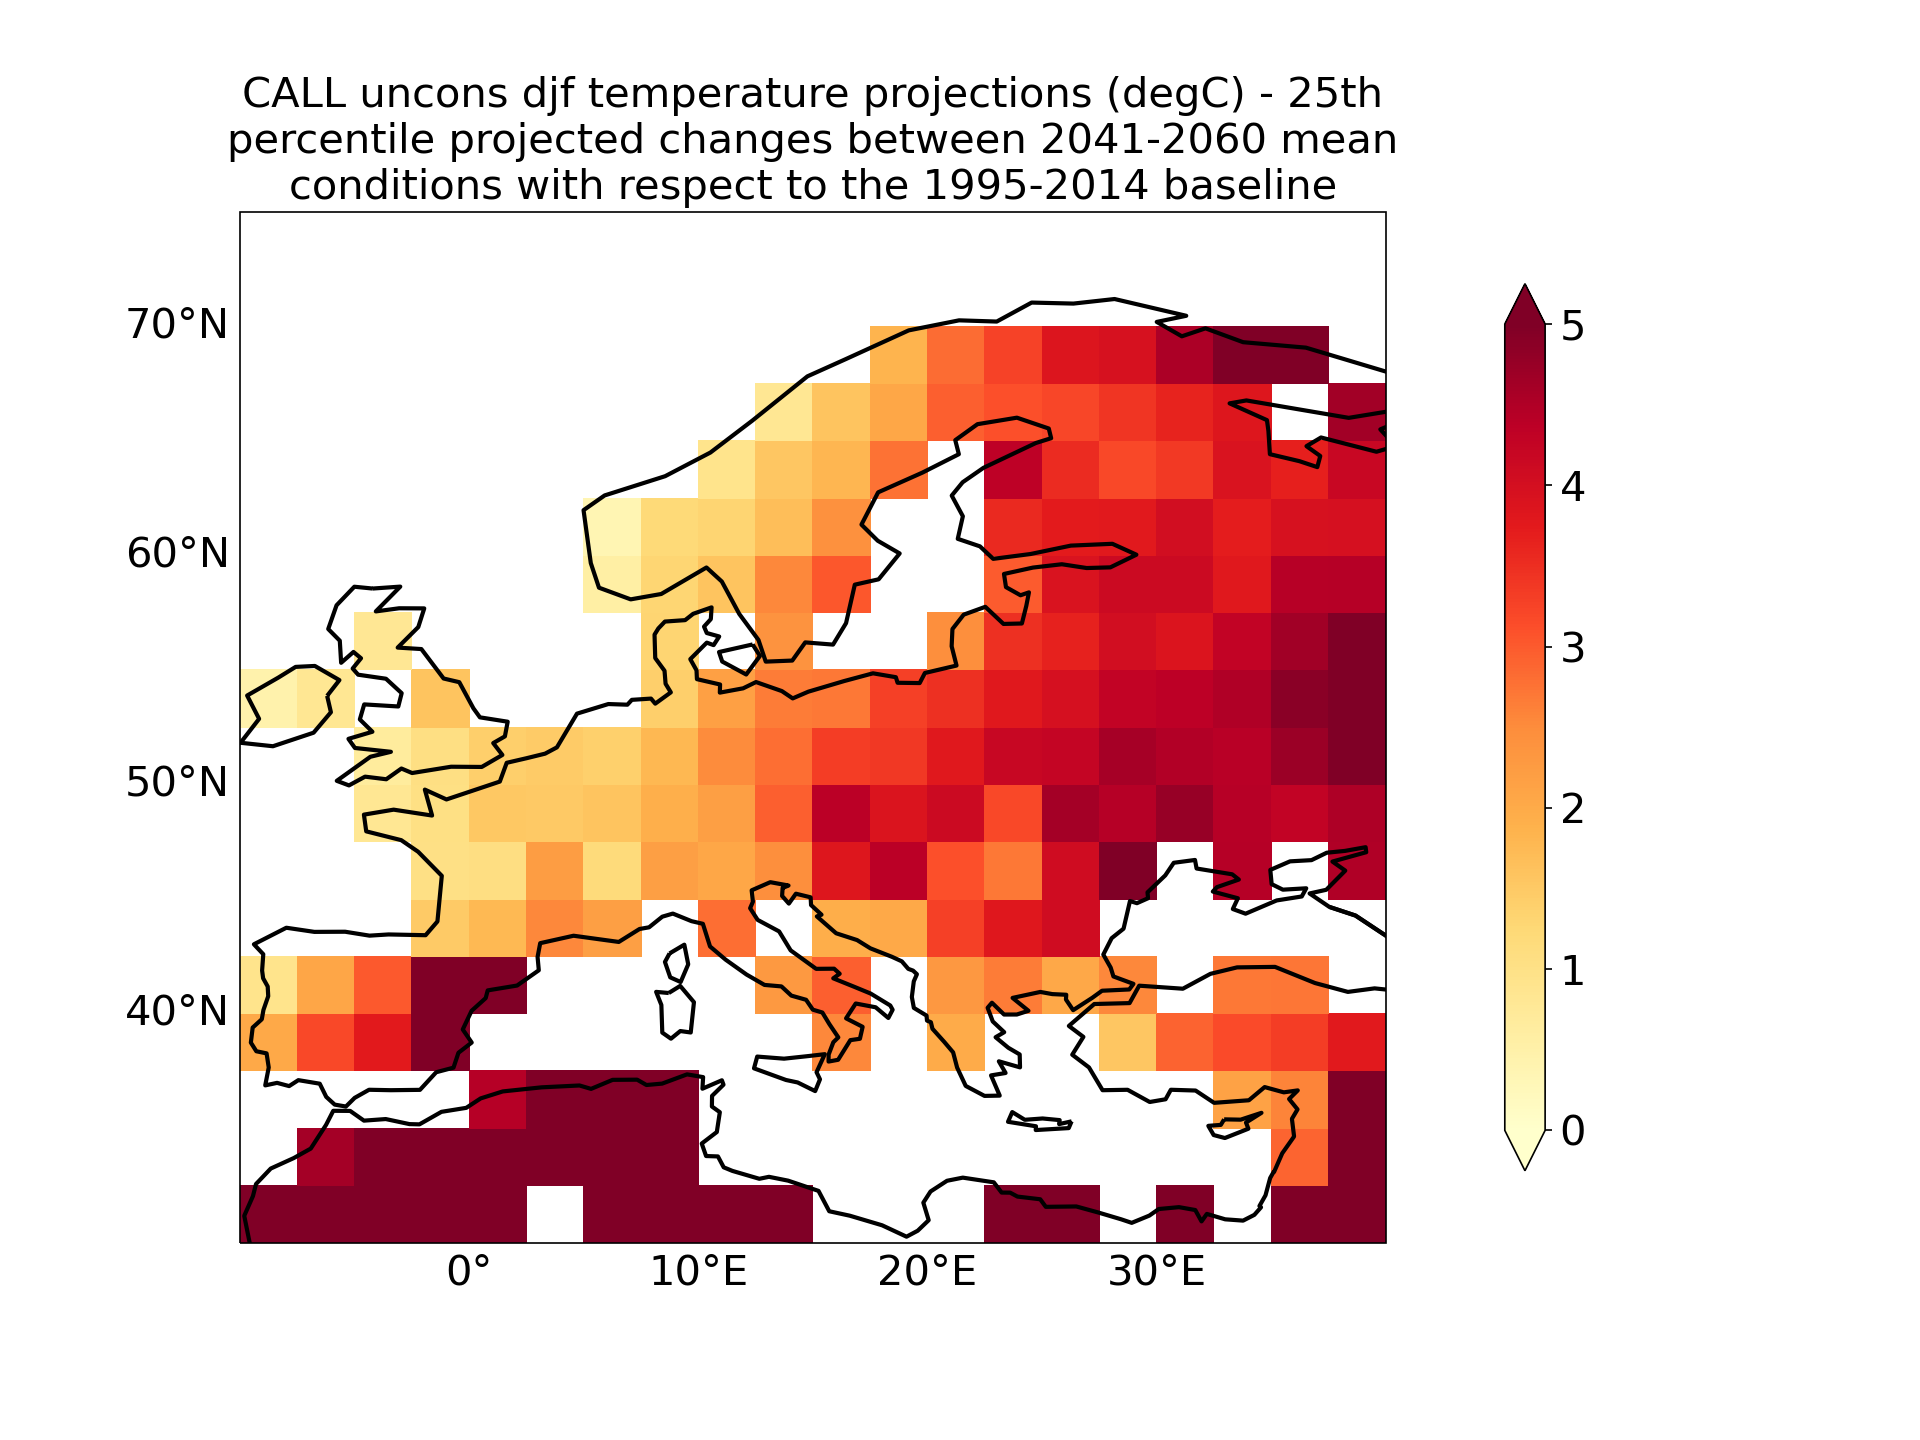 CALL uncons djf temperature projections (degC) - 25th
percentile projected changes between 2041-2060 mean
conditions with respect to the 1995-2014 baseline
70°N
60°N
50°N
40°N
0°
10°E
20°E
30°E
5
4
3
2
1
0